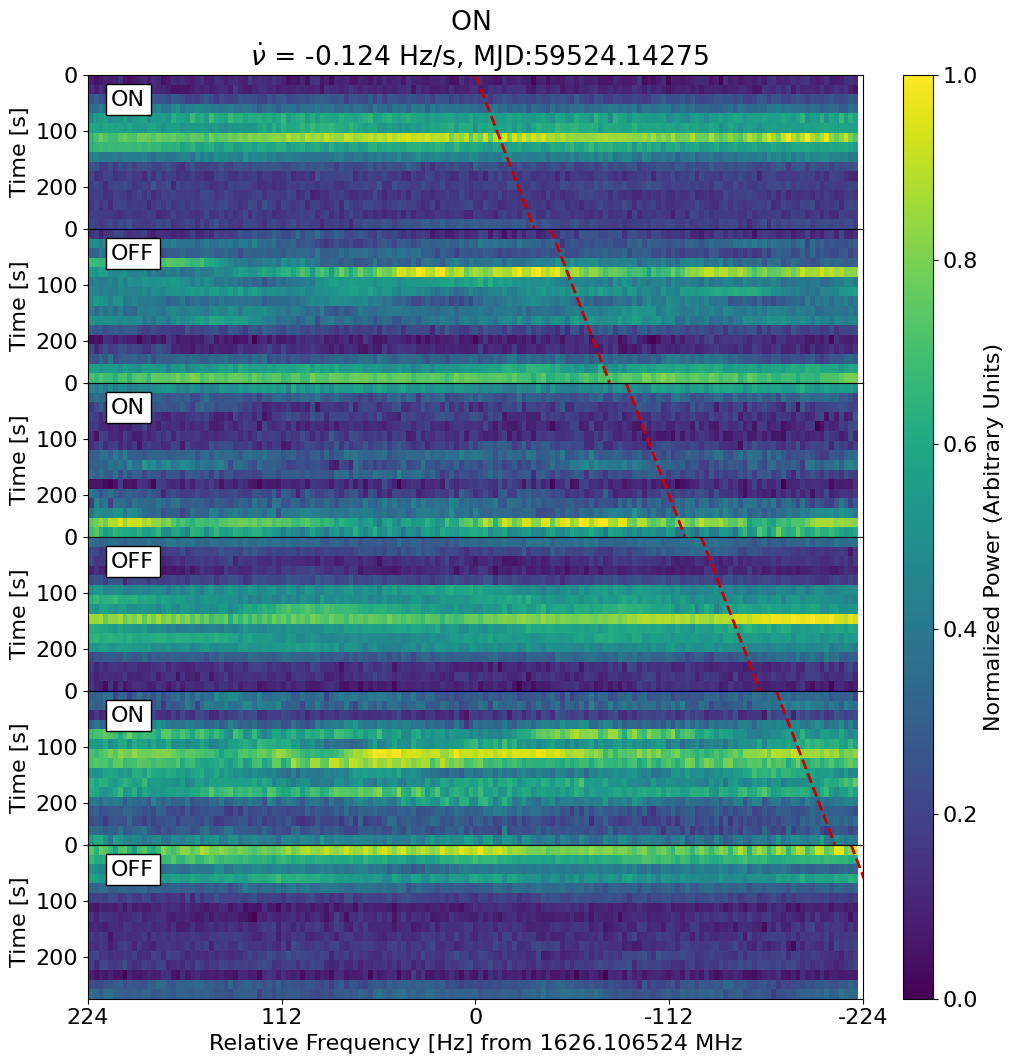 ON
ν̇ = -0.124 Hz/s, MJD:59524.14275
0
ON
100
200
Time [s]
0
OFF
100
200
Time [s]
0
ON
100
200
Time [s]
0
OFF
100
200
Time [s]
0
ON
100
200
Time [s]
0
OFF
100
200
Time [s]
224 112 0 -112 -224
Relative Frequency [Hz] from 1626.106524 MHz
1.0
0.8
0.6
0.4
0.2
0.0
Normalized Power (Arbitrary Units)